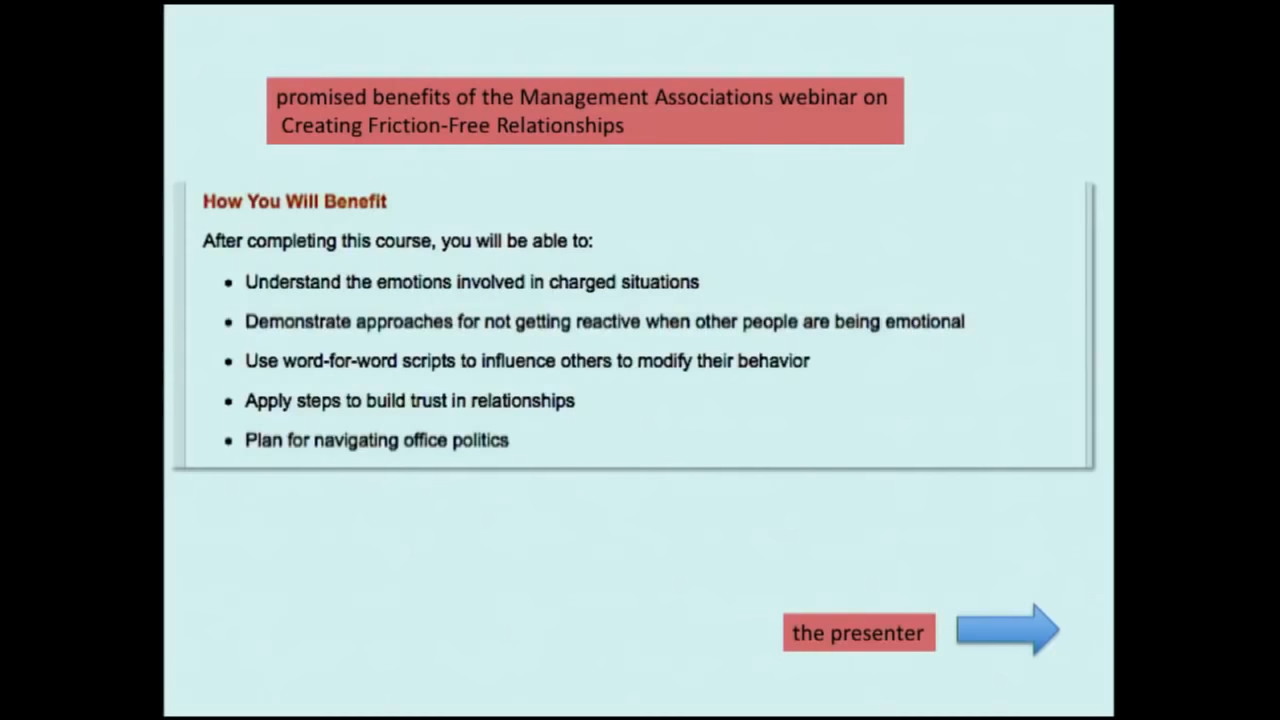 promised benefits of the Management Associations webinar on
Creating Friction-Free Relationships
How You Will Benefit
After completing this course, you will be able to:
• Understand the emotions involved in charged situations
• Demonstrate approaches for not getting reactive when other people are being emotional
• Use word-for-word scripts to influence others to modify their behavior
• Apply steps to build trust in relationships
• Plan for navigating office politics
the presenter